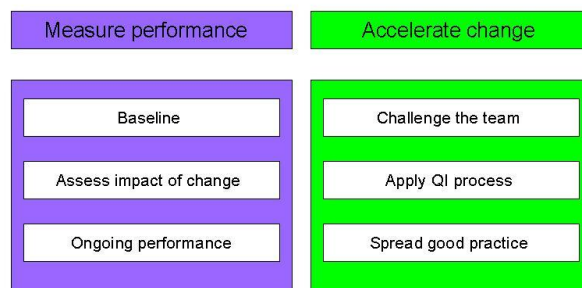 Measure performance
Baseline
Assess impact of change
Ongoing performance
Accelerate change
Challenge the team
Apply QI process
Spread good practice